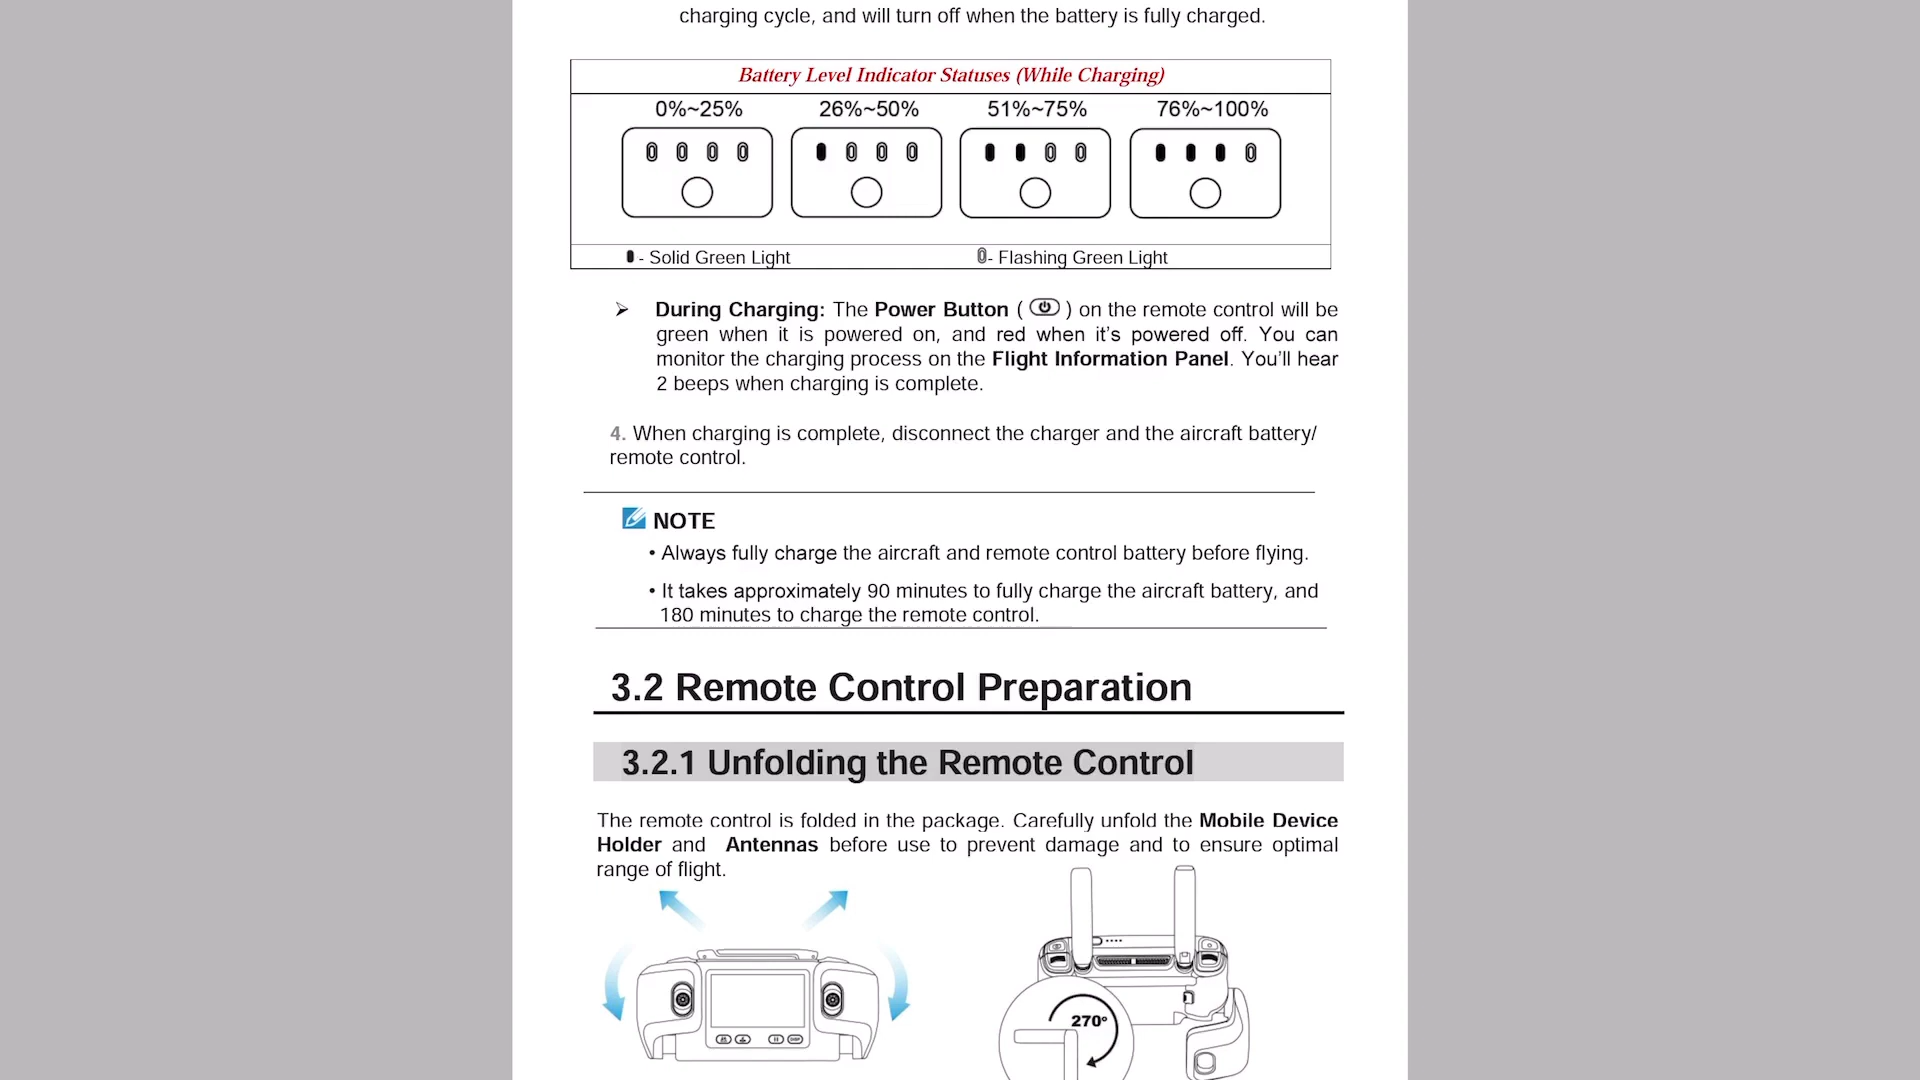 charging cycle, and will turn off when the battery is fully charged.
Battery Level Indicator Statuses (While Charging)
0%~25% 26%~50% 51%~75% 76%~100%
- Solid Green Light - Flashing Green Light
➢ During Charging: The Power Button ( ) on the remote control will be
green when it is powered on, and red when it’s powered off. You can
monitor the charging process on the Flight Information Panel. You’ll hear
2 beeps when charging is complete.
4. When charging is complete, disconnect the charger and the aircraft battery/
remote control.
NOTE
• Always fully charge the aircraft and remote control battery before flying.
• It takes approximately 90 minutes to fully charge the aircraft battery, and
180 minutes to charge the remote control.
3.2 Remote Control Preparation
3.2.1 Unfolding the Remote Control
The remote control is folded in the package. Carefully unfold the Mobile Device
Holder and Antennas before use to prevent damage and to ensure optimal
range of flight.
270°